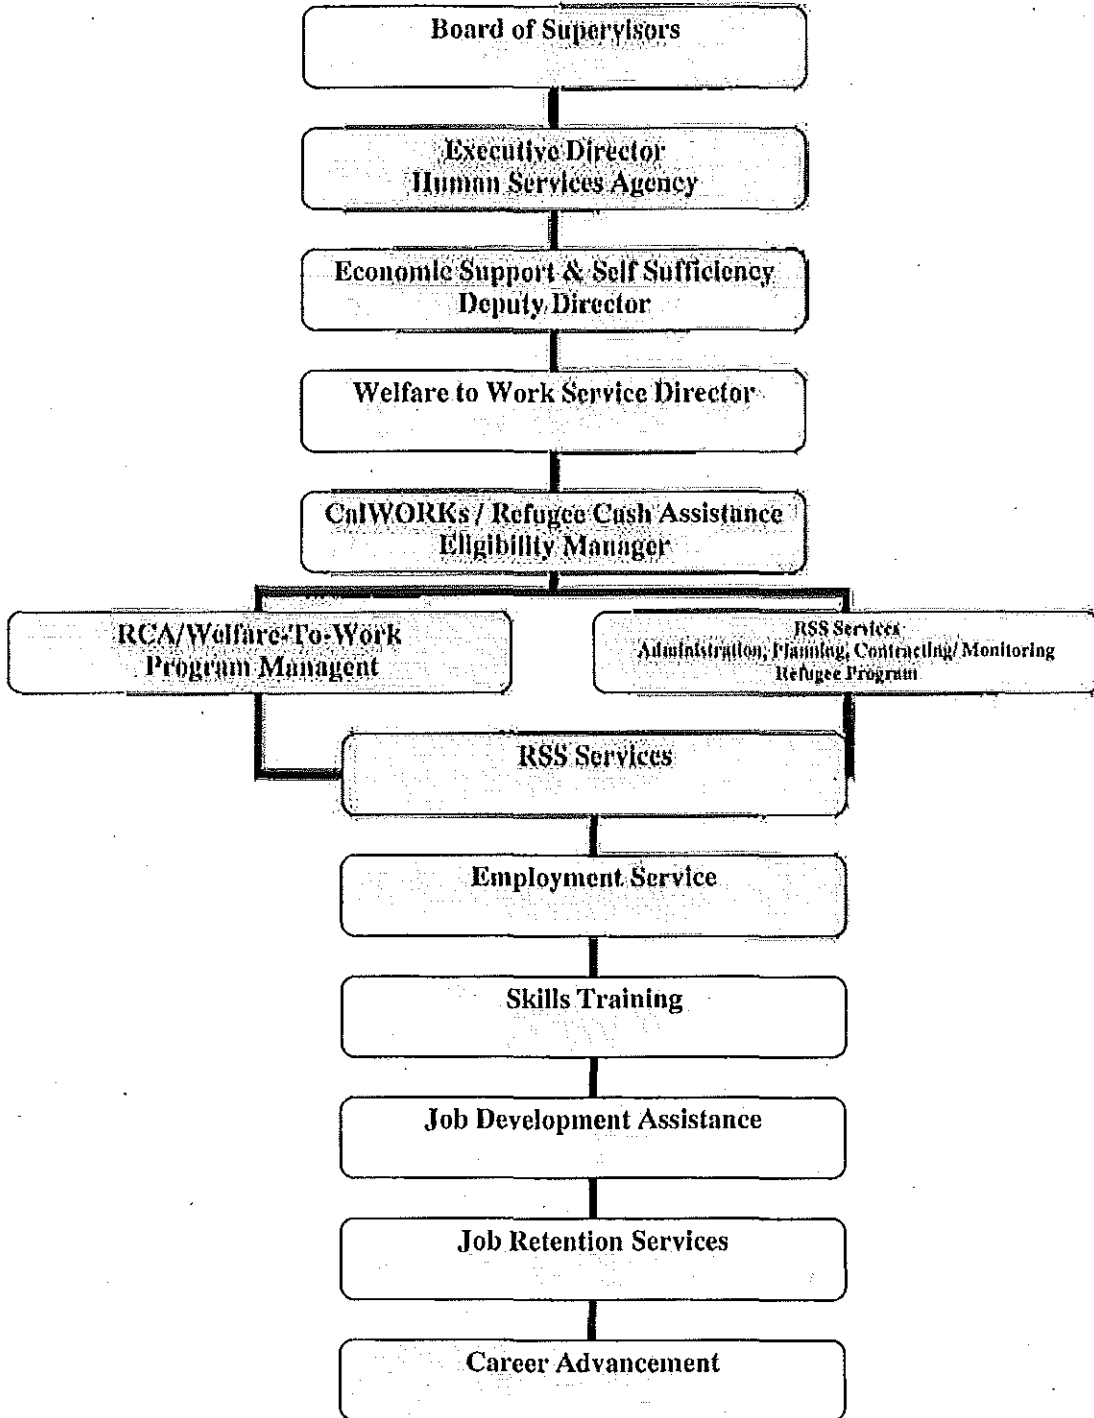 Board of Supervisors
Executive Director
Human Services Agency
Economic Support & Self Sufficiency
Deputy Director
Welfare to Work Service Director
CalWORKs / Refugee Cash Assistance
Eligibility Manager
RCA/Welfare-To-Work
Program Managent
RSS Services
Administration, Planning, Contracting/ Monitoring
Refugee Program
RSS Services
Employment Service
Skills Training
Job Development Assistance
Job Retention Services
Career Advancement